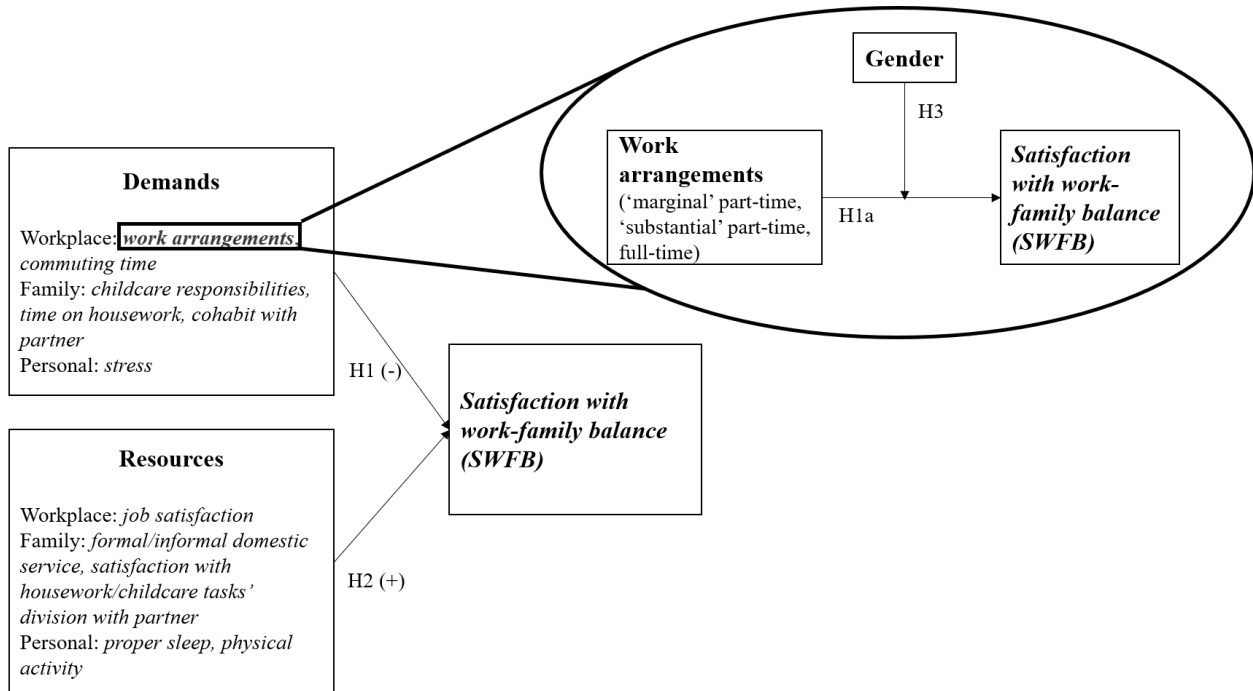 Demands
Workplace: work arrangements,
commuting time
Family: childcare responsibilities,
time on housework, cohabit with
partner
Personal: stress
Resources
Workplace: job satisfaction
Family: formal/informal domestic
service, satisfaction with
housework/childcare tasks’
division with partner
Personal: proper sleep, physical
activity
H1 (-)
H2 (+)
Satisfaction with
work-family balance
(SWFB)
Gender
H3
Work
arrangements
(‘marginal’ part-time,
‘substantial’ part-time,
full-time)
H1a
Satisfaction
with work-
family balance
(SWFB)